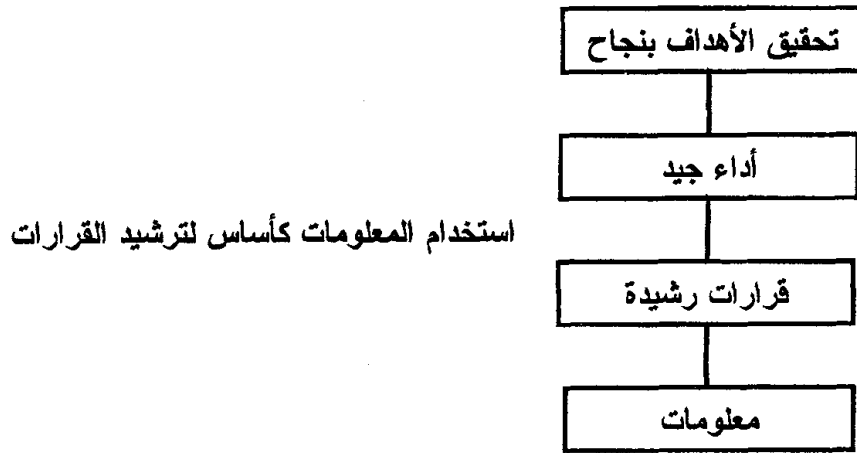 تحقيق الأهداف بنجاح
أداء جيد
استخدام المعلومات كأساس لترشيد القرارات
قرارات رشيدة
معلومات